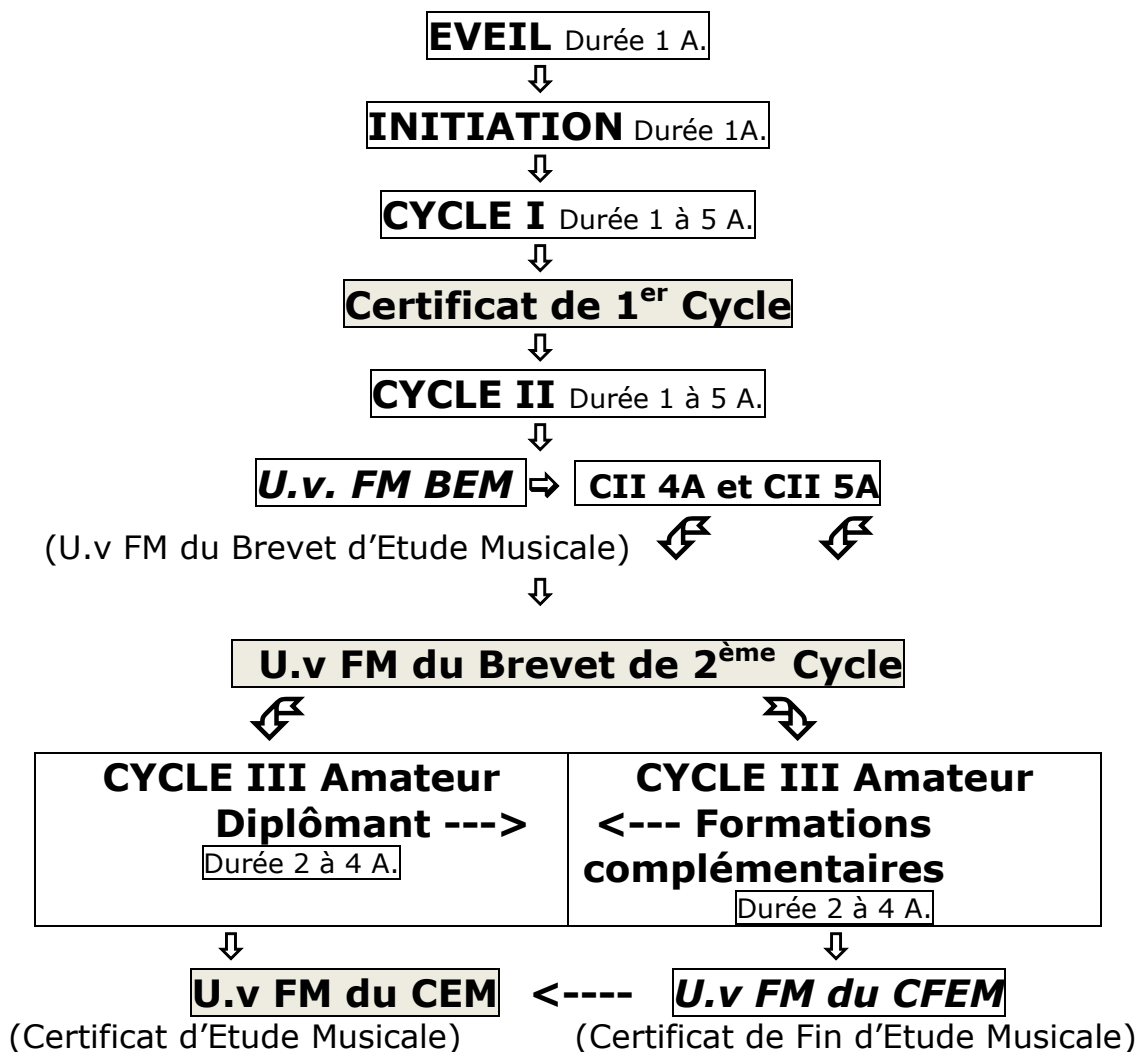 EVEIL Durée 1 A.
⇩
INITIATION Durée 1A.
⇩
CYCLE I Durée 1 à 5 A.
⇩
Certificat de 1er Cycle
⇩
CYCLE II Durée 1 à 5 A.
⇩
U.v. FM BEM ⇨ CII 4A et CII 5A
(U.v FM du Brevet d’Etude Musicale)
⇩
U.v FM du Brevet de 2ème Cycle
CYCLE III Amateur
Diplômant --->
Durée 2 à 4 A.
CYCLE III Amateur
<--- Formations
complémentaires
Durée 2 à 4 A.
⇩ ⇩
U.v FM du CEM <---- U.v FM du CFEM
(Certificat d’Etude Musicale) (Certificat de Fin d’Etude Musicale)